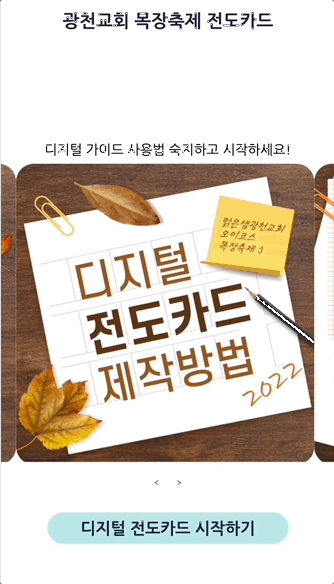 광천교회 목장축제 전도카드
디지털 가이드 사용법 숙지하고 시작하세요!
맑은샘광천교회
오이코스
목장축제 :)
디지털
전도카드
제작방법
2022
< >
디지털 전도카드 시작하기